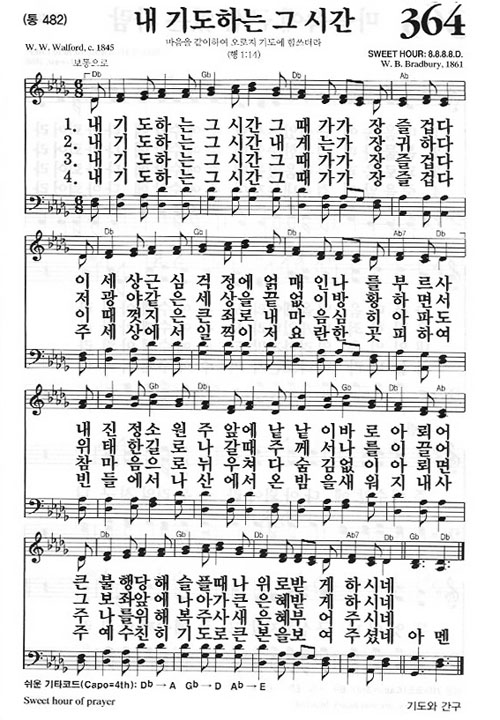 (통 482)
내 기도하는 그 시간
364
W. W. Walford, c. 1845
마음을 같이하여 오로지 기도에 힘쓰더라
(행 1:14)
SWEET HOUR: 8.8.8.8.D.
W. B. Bradbury, 1861
보통으로
Db Gb Db Ab
1. 내 기도하는 그 시간 그 때가 가장 즐겁다
2. 내 기도하는 그 시간 내게는 가장 귀하다
3. 내 기도하는 그 시간 그 때가 가장 즐겁다
4. 내 기도하는 그 시간 그 때가 가장 즐겁다
Db Gb Db Ab7 Db
이 세상 근심 걱정에 얽매인 나를 부르사
저 광야같은 세상을 끝없이 방황하면서
이 때껏 지은 큰 죄로 내 마음 심히 아파도
주 세상에서 일찍이 저 요란한 곳 피하여
Gb Db Gb Db
내 진정 소원 주 앞에 낱낱이 바로 아뢰어
위태한 길로 나갈 때 주께서 나를 이끌어
참 마음으로 뉘우쳐 다 숨김없이 아뢰면
빈 들에서나 산에서 온 밤을 새워 지내사
Db Gb Db Ab7 Db Gb Db
큰 불행당해 슬플 때 나 위로받게 하시네
그 보좌 앞에 나아가 큰 은혜받게 하시네
주 나를 위해 복 주사 새 은혜 부어 주시네
주 예수 친히 기도로 큰 본을 보여 주셨네 아멘
쉬운 기타코드(Capo=4th): Db→A Gb→D Ab→E
Sweet hour of prayer
기도와 간구